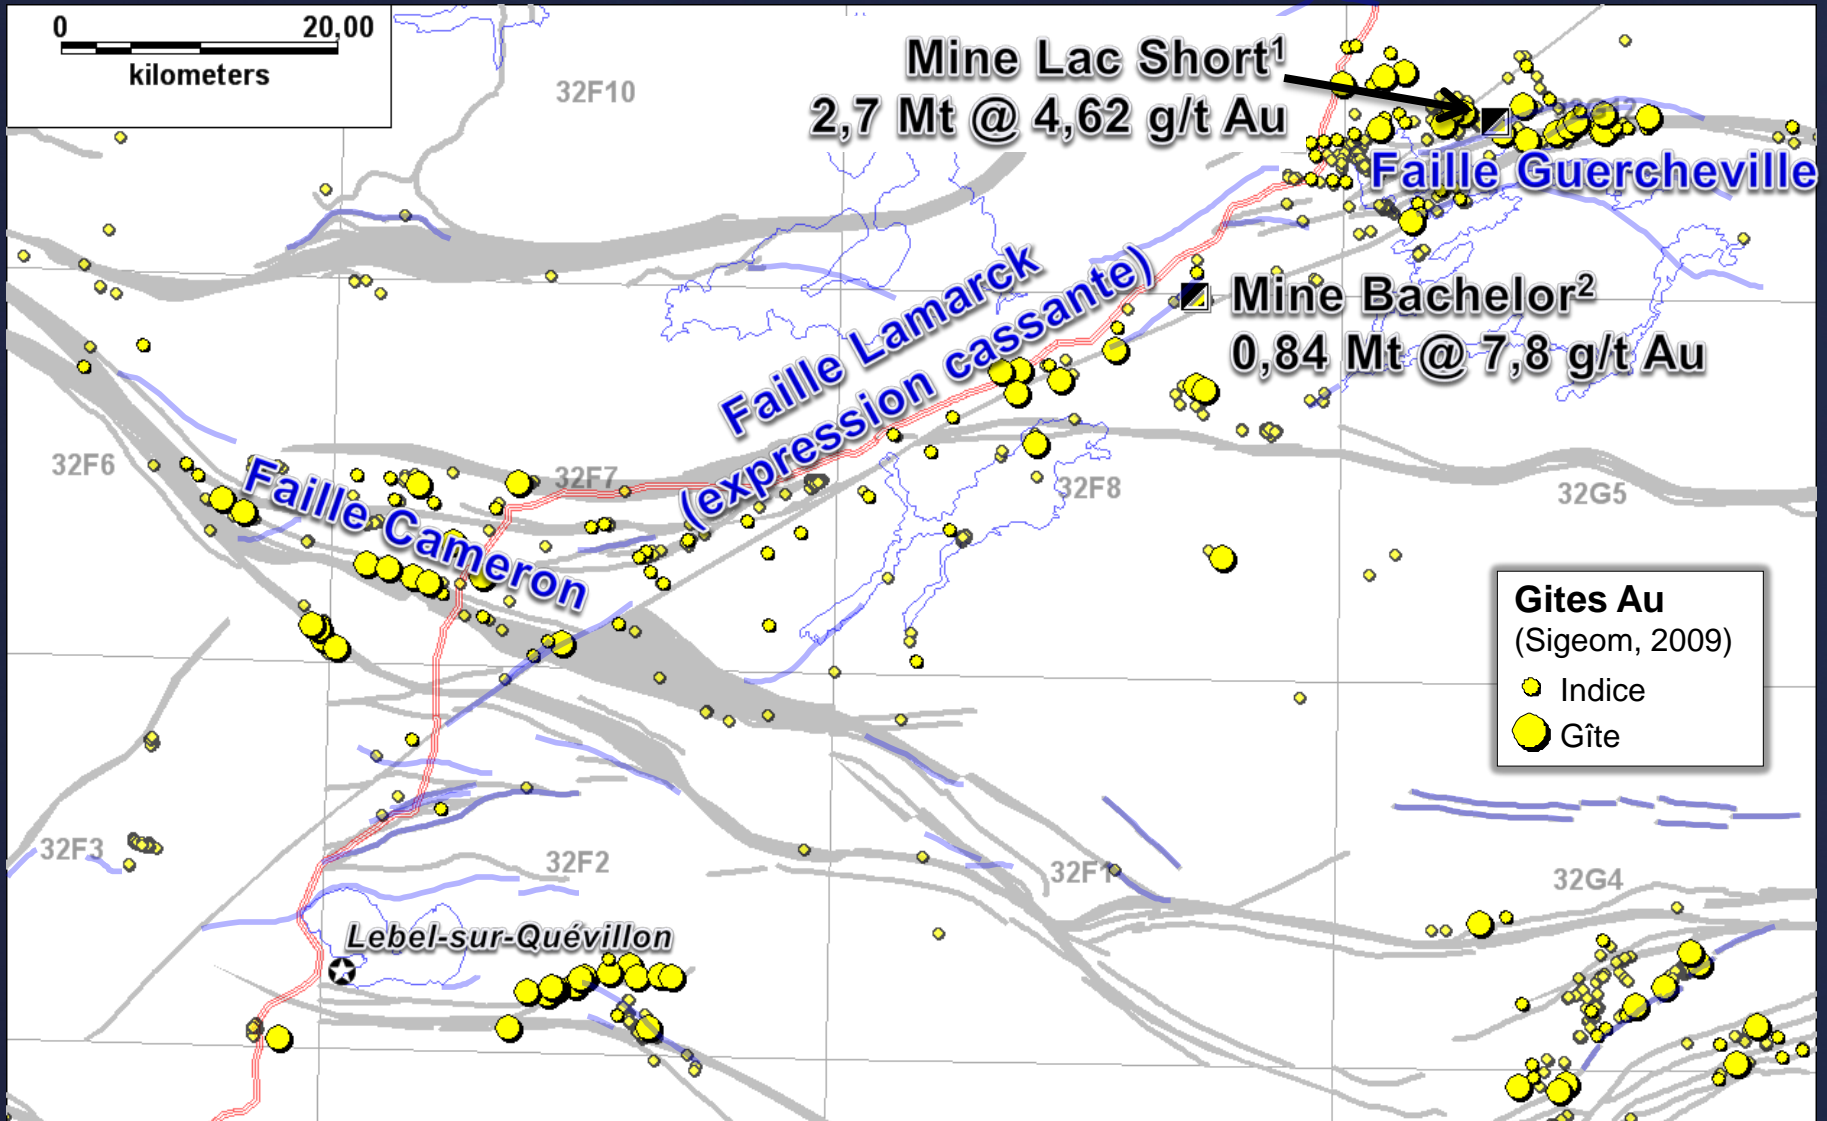 0 20,00
kilometers
32F10
Mine Lac Short1
2,7 Mt @ 4,62 g/t Au
Faille Guercheville
Faille Lamarck
(expression cassante)
Mine Bachelor2
0,84 Mt @ 7,8 g/t Au
32F6
Faille Cameron
32F7
32F8
32G5
Gites Au
(Sigeom, 2009)
Indice
Gîte
32F3
32F2
32F1
32G4
Lebel-sur-Quévillon